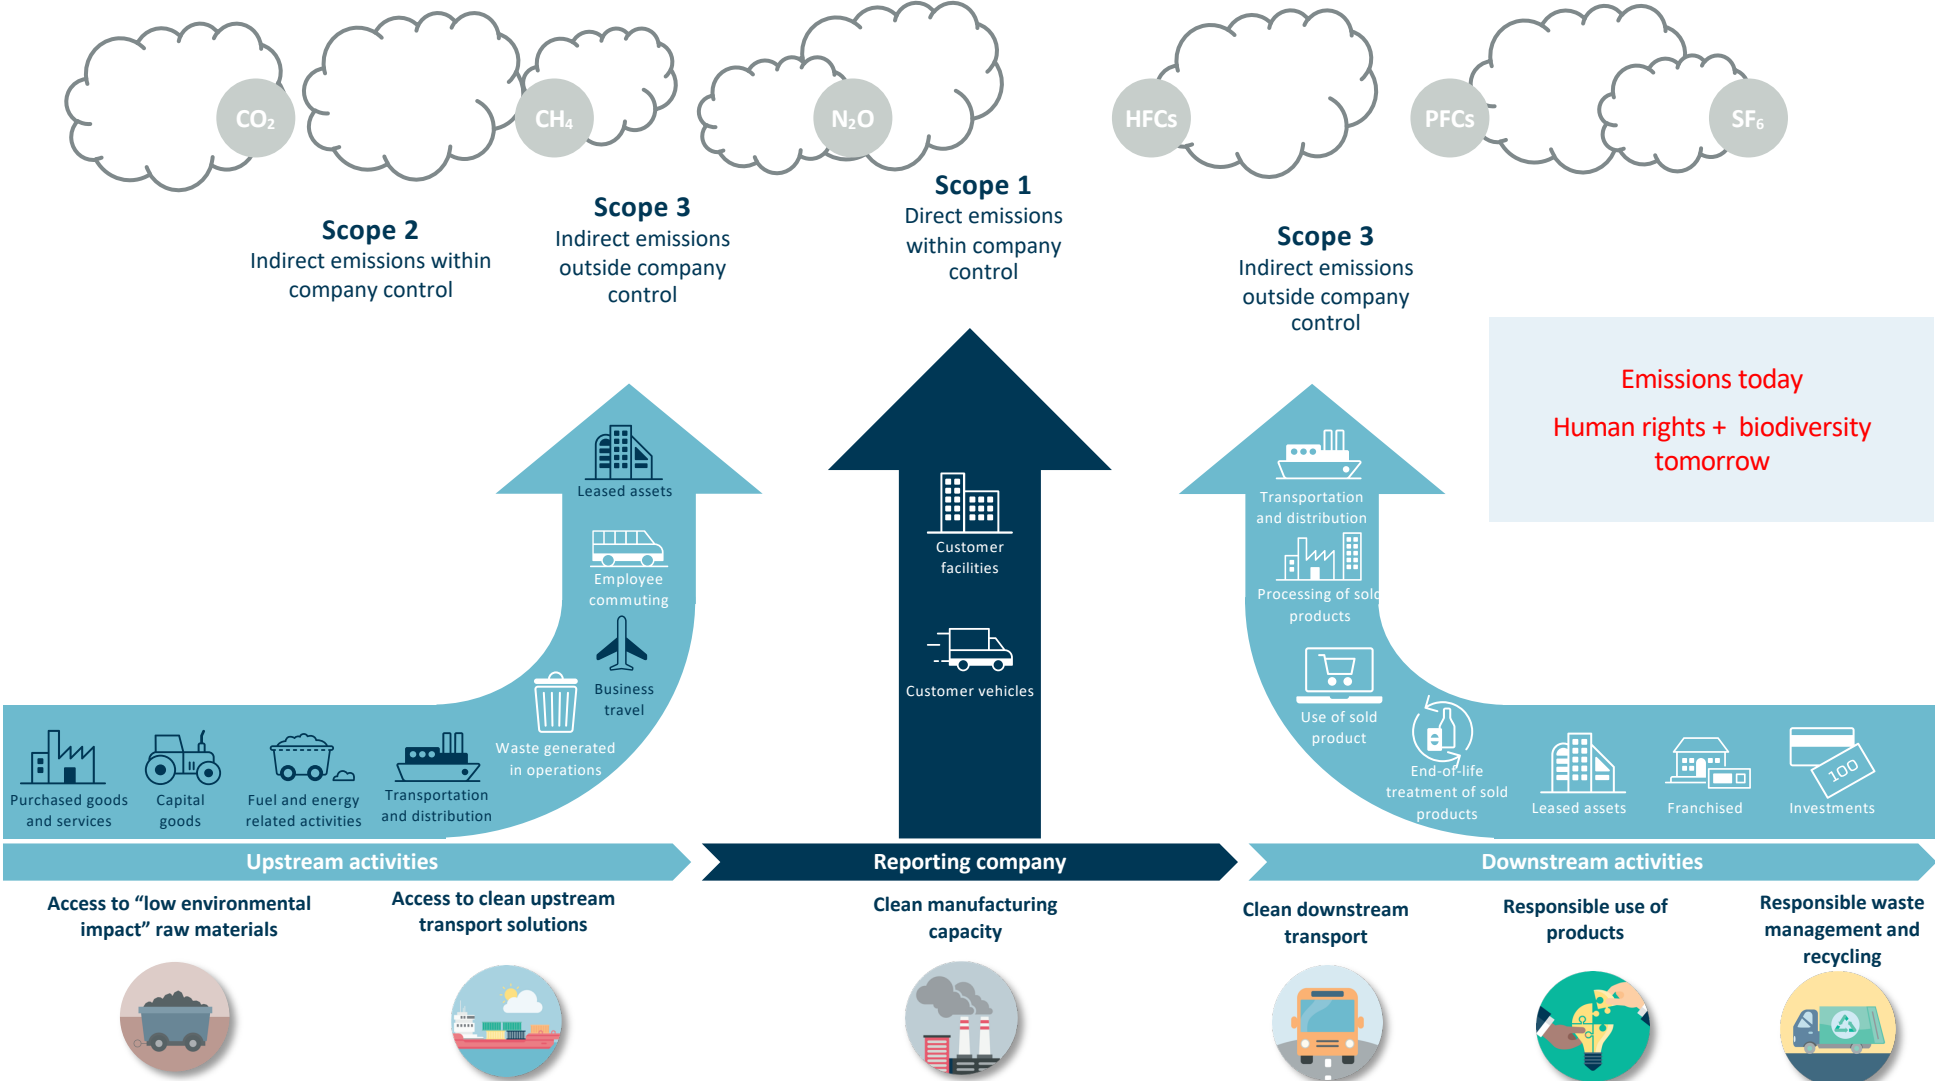 CO₂
CH₄
N₂O
HFCs
PFCs
SF₆
Scope 2
Indirect emissions within
company control
Scope 3
Indirect emissions
outside company
control
Scope 1
Direct emissions
within company
control
Scope 3
Indirect emissions
outside company
control
Emissions today
Human rights + biodiversity
tomorrow
Leased assets
Employee
commuting
Business
travel
Waste generated
in operations
Purchased goods
and services
Capital
goods
Fuel and energy
related activities
Transportation
and distribution
Customer
facilities
Customer vehicles
Transportation
and distribution
Processing of sold
products
Use of sold
product
End-of-life
treatment of sold
products
Leased assets
Franchised
100
Investments
Upstream activities
Reporting company
Downstream activities
Access to “low environmental
impact” raw materials
Access to clean upstream
transport solutions
Clean manufacturing
capacity
Clean downstream
transport
Responsible use of
products
Responsible waste
management and
recycling